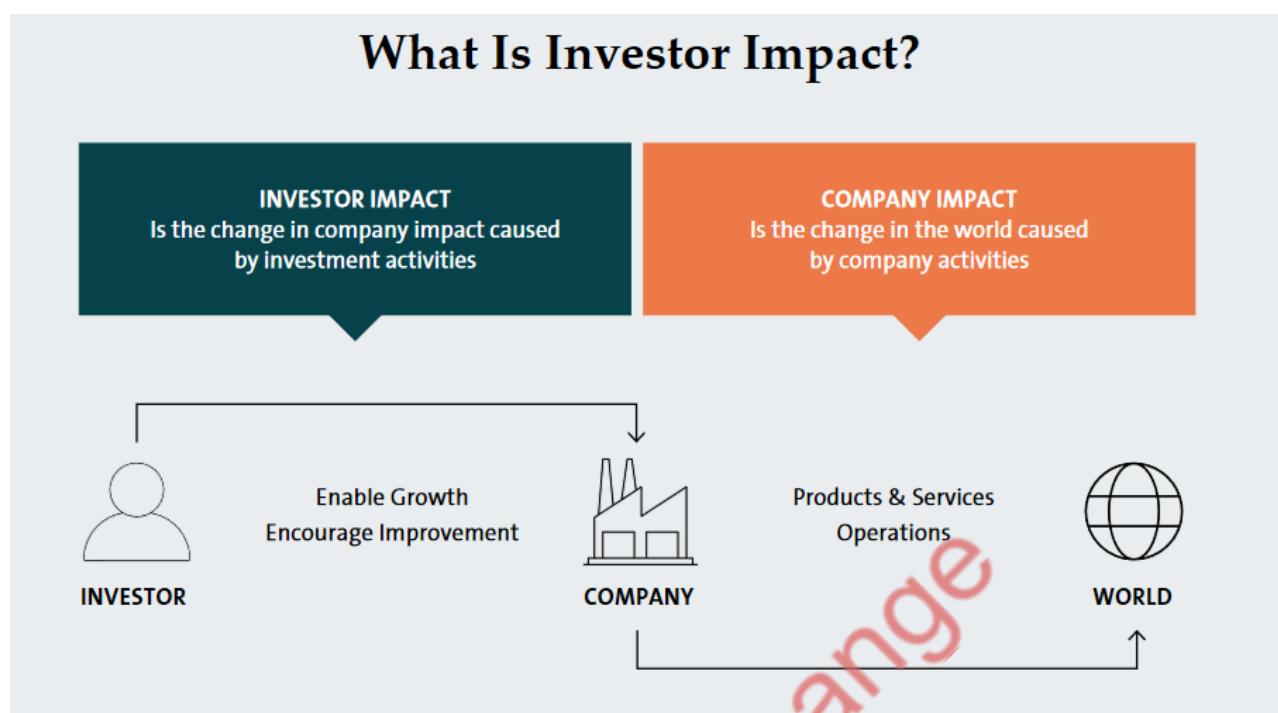 What Is Investor Impact?
INVESTOR IMPACT
Is the change in company impact caused
by investment activities
COMPANY IMPACT
Is the change in the world caused
by company activities
Enable Growth
Encourage Improvement
Products & Services
Operations
INVESTOR
COMPANY
WORLD
ange